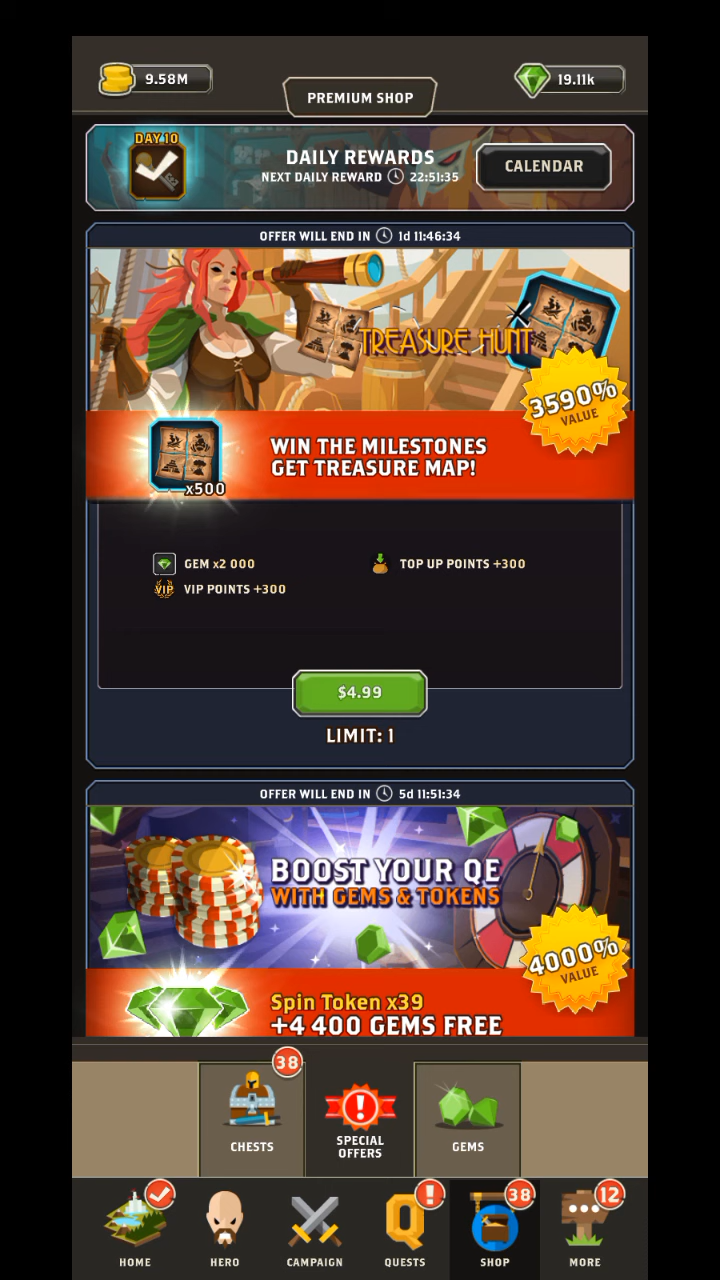 9.58M
19.11k
PREMIUM SHOP
DAY 10
DAILY REWARDS
NEXT DAILY REWARD 22:51:35
CALENDAR
OFFER WILL END IN 1d 11:46:34
TREASURE HUNT
3590%
VALUE
WIN THE MILESTONES
GET TREASURE MAP!
x500
GEM x2 000
TOP UP POINTS +300
VIP
VIP POINTS +300
$4.99
LIMIT: 1
OFFER WILL END IN 5d 11:51:34
BOOST YOUR QE
WITH GEMS & TOKENS
4000%
VALUE
Spin Token x39
+4 400 GEMS FREE
38
CHESTS
SPECIAL
OFFERS
GEMS
Q
!
38
12
HOME
HERO
CAMPAIGN
QUESTS
SHOP
MORE